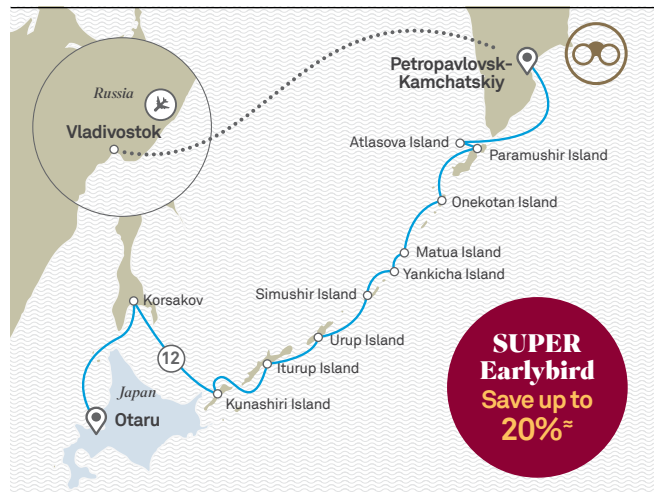 Russia
Vladivostok
Petropavlovsk-
Kamchatskiy
Atlasova Island
Paramushir Island
Onekotan Island
Matua Island
Yankicha Island
Simushir Island
Korsakov
Urup Island
12
Iturup Island
Kunashiri Island
Japan
Otaru
SUPER
Earlybird
Save up to
20%≈